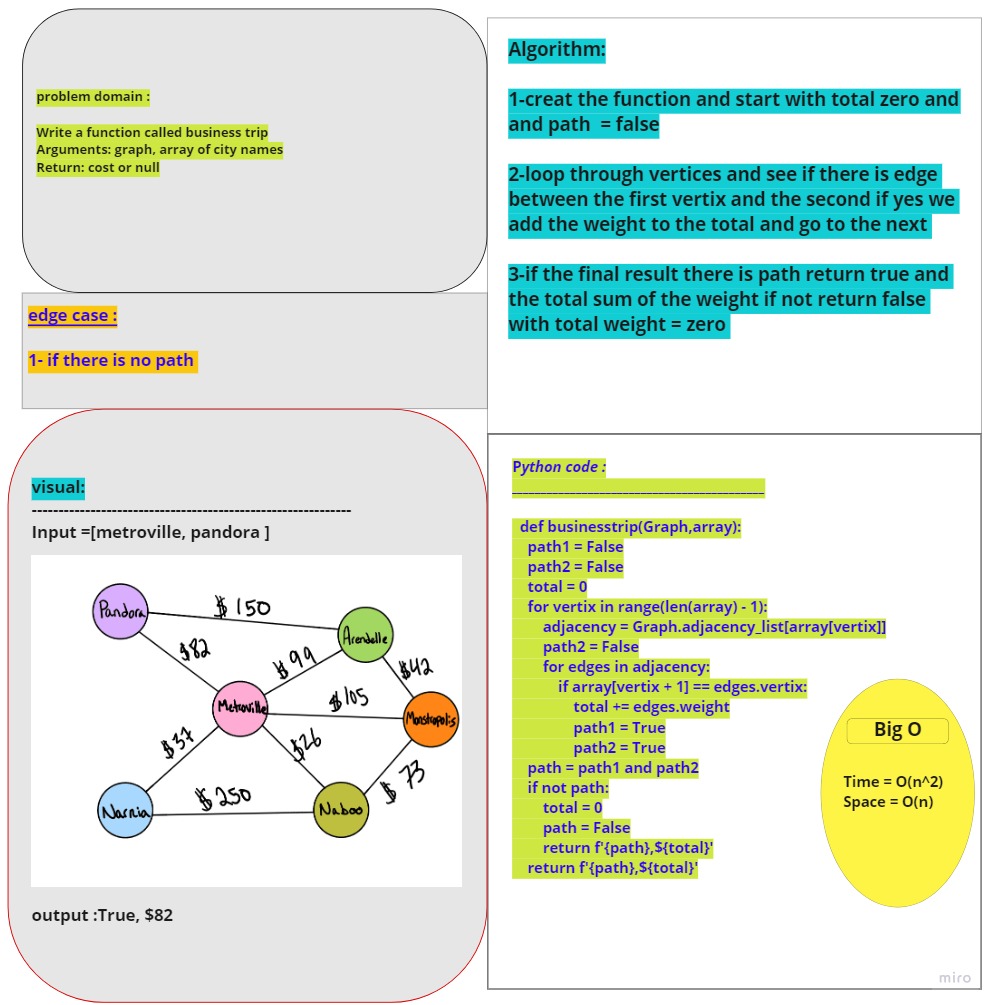 problem domain :
Write a function called business trip
Arguments: graph, array of city names
Return: cost or null
edge case :
1- if there is no path
visual:
------------------------------------------------------------
Input =[metroville, pandora ]
Pandora
$ 150
Arendelle
$82
$99
$42
$105
Metroville
Monstropolis
$37
$26
$ 73
$ 250
Narnia
Naboo
output :True, $82
Algorithm:
1-creat the function and start with total zero and
and path  = false
2-loop through vertices and see if there is edge
between the first vertix and the second if yes we
add the weight to the total and go to the next
3-if the final result there is path return true and
the total sum of the weight if not return false
with total weight = zero
Python code :
__________________________________________
def businesstrip(Graph,array):
    path1 = False
    path2 = False
    total = 0
    for vertix in range(len(array) - 1):
        adjacency = Graph.adjacency_list[array[vertix]]
        path2 = False
        for edges in adjacency:
            if array[vertix + 1] == edges.vertix:
                total += edges.weight
                path1 = True
                path2 = True
    path = path1 and path2
    if not path:
        total = 0
        path = False
        return f'{path},${total}'
    return f'{path},${total}'
Big O
Time = O(n^2)
Space = O(n)
miro